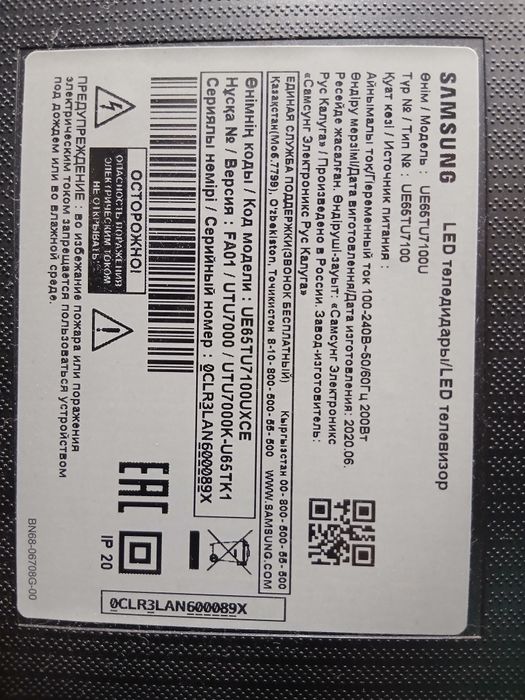 SAMSUNG LED теледидары/LED телевизор
Өнім / Модель : UE65TU7100U
Тур № / Тип № : UE65TU7100
Қуат көзі / Источник питания :
Айнымалы ток/Переменный ток 100-240В~50/60Гц 200Вт
Өндіру мерзімі/Дата виготовлення/Дата изготовления: 2020.06.
Ресейде жасалған. Өндіруші-зауыт: «Самсунг Электроникс
Рус Калуга» / Произведено в России. Завод-изготовитель:
«Самсунг Электроникс Рус Калуга»
ЕДИНАЯ СЛУЖБА ПОДДЕРЖКИ(ЗВОНОК БЕСПЛАТНЫЙ) Кыргызстан 00-800-500-55-500
Казахстан(Моб.7799), O'zbekiston, Точикистон 8-10-800-500-55-500 WWW.SAMSUNG.COM
Өнімнің коды / Код модели : UE65TU7100UXCE
Нұсқа № / Версия : FA01 / UTU7000 / UTU7000K-U65TK1
Сериялы нөмірі / Серийный номер : 0CLR3LAN600089X
ОСТОРОЖНО!
ОПАСНОСТЬ ПОРАЖЕНИЯ
ЭЛЕКТРИЧЕСКИМ ТОКОМ
НЕ ОТКРЫВАТЬ
ПРЕДУПРЕЖДЕНИЕ : во избежание пожара или поражения
электрическим током запрещается пользоваться устройством
под дождем или во влажной среде.
EAC
IP 20
0CLR3LAN600089X
BN68-06708G-00